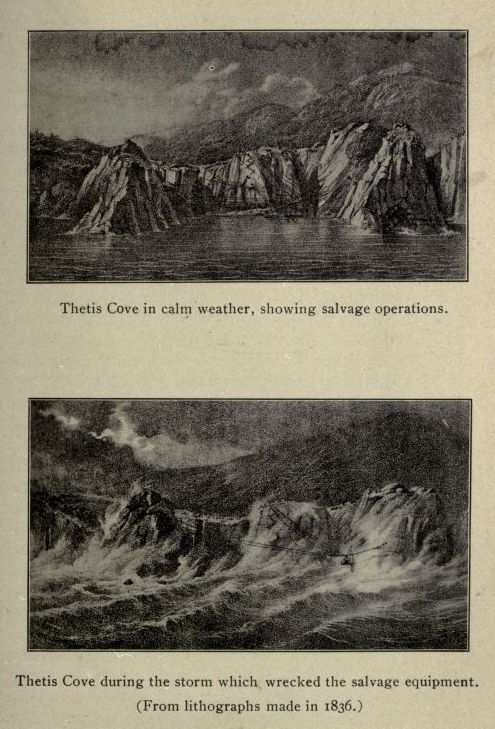 Thetis Cove in calm weather, showing salvage operations.
Thetis Cove during the storm which wrecked the salvage equipment.
(From lithographs made in 1836.)